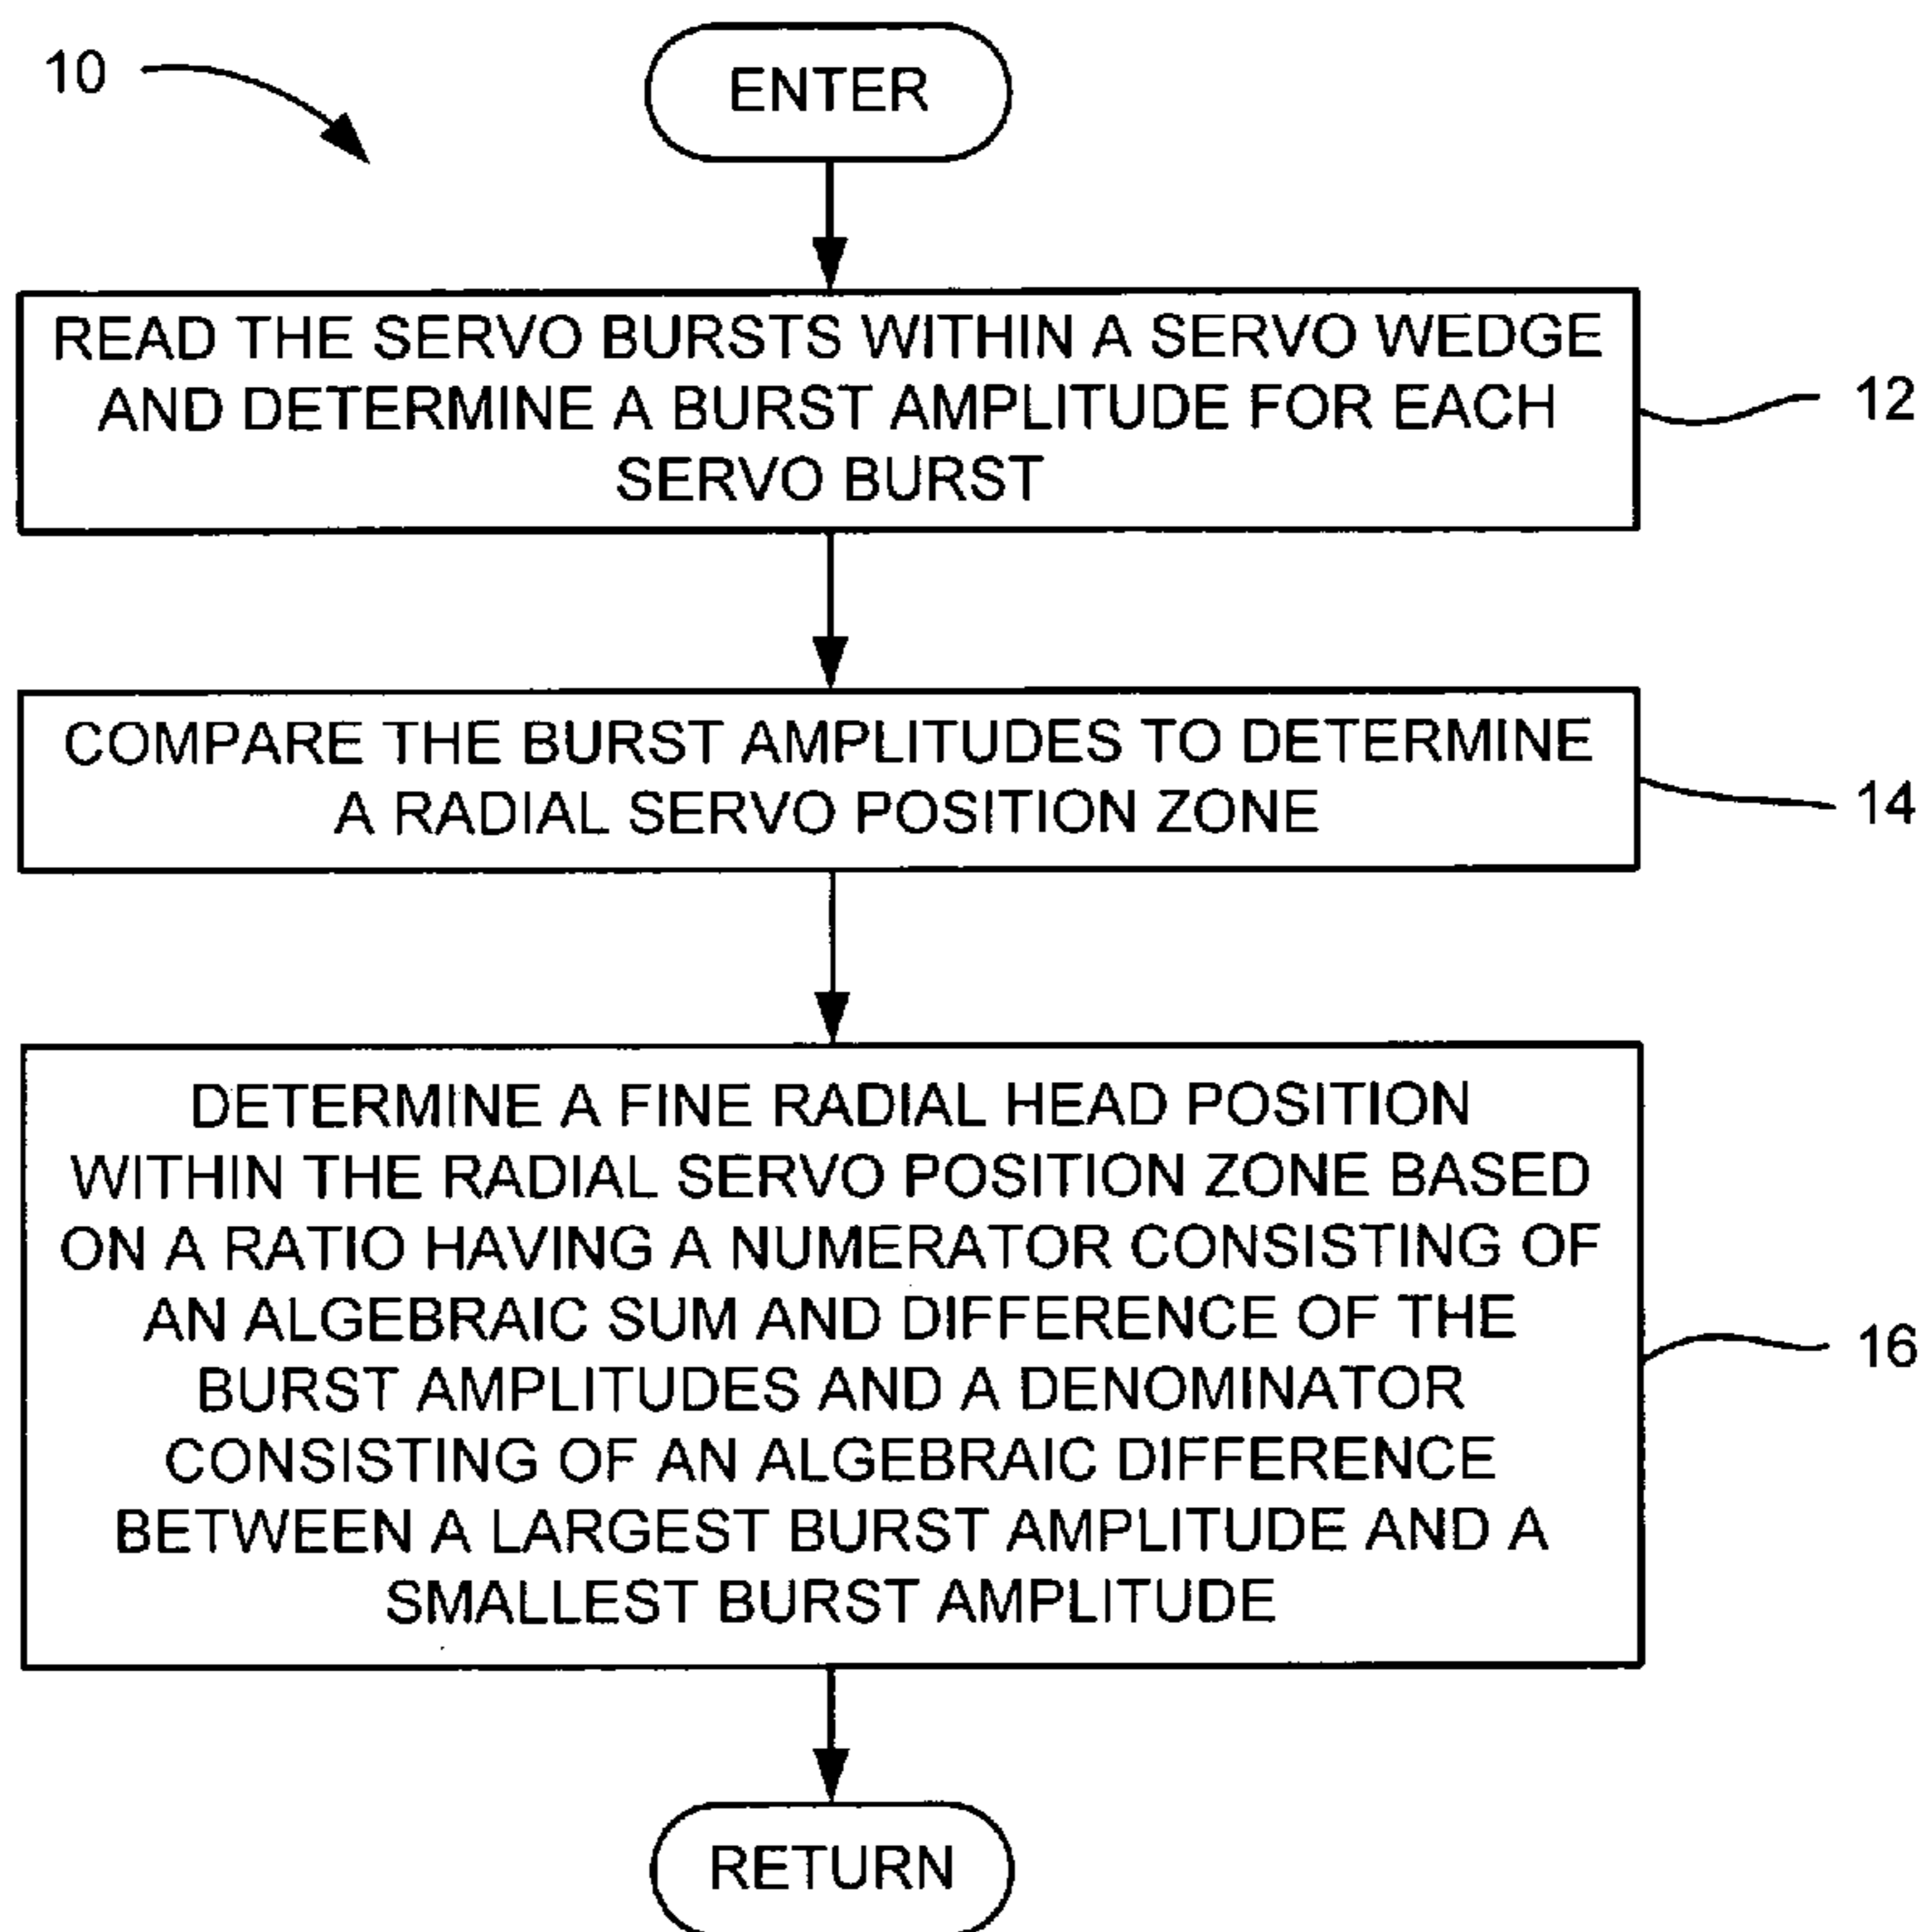 10
ENTER
READ THE SERVO BURSTS WITHIN A SERVO WEDGE
AND DETERMINE A BURST AMPLITUDE FOR EACH
SERVO BURST
12
COMPARE THE BURST AMPLITUDES TO DETERMINE
A RADIAL SERVO POSITION ZONE
14
DETERMINE A FINE RADIAL HEAD POSITION
WITHIN THE RADIAL SERVO POSITION ZONE BASED
ON A RATIO HAVING A NUMERATOR CONSISTING OF
AN ALGEBRAIC SUM AND DIFFERENCE OF THE
BURST AMPLITUDES AND A DENOMINATOR
CONSISTING OF AN ALGEBRAIC DIFFERENCE
BETWEEN A LARGEST BURST AMPLITUDE AND A
SMALLEST BURST AMPLITUDE
16
RETURN